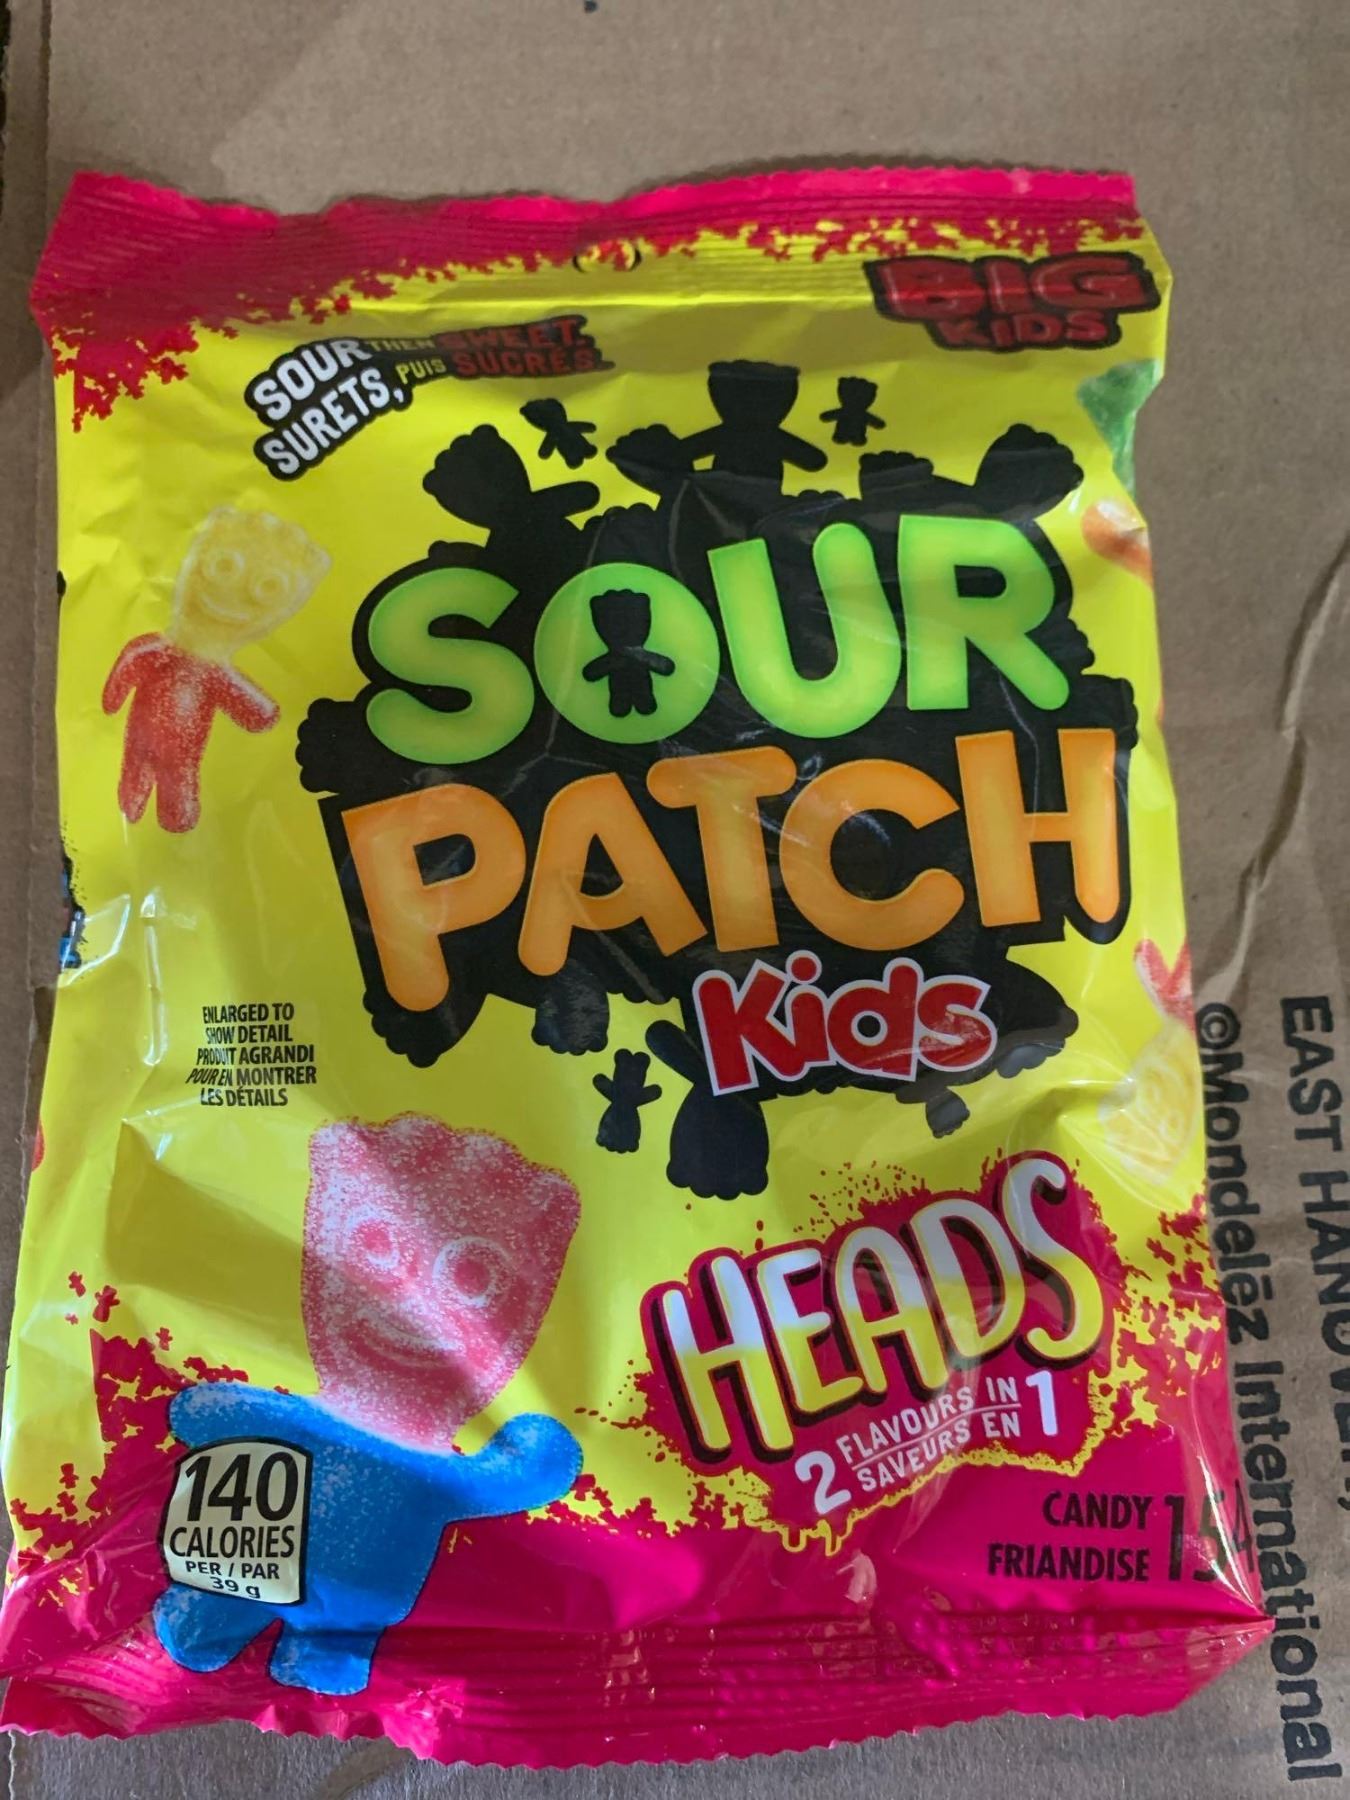 BIG
KIDS
SOUR THEN SWEET.
SURETS, PUIS SUCRÉS.
SOUR
PATCH
Kids
ENLARGED TO
SHOW DETAIL
PRODUIT AGRANDI
POUR EN MONTRER
LES DÉTAILS
HEADS
2 FLAVOURS IN 1
SAVEURS EN
140
CALORIES
PER / PAR
39 g
CANDY 154
FRIANDISE
EAST
©Mondelēz International